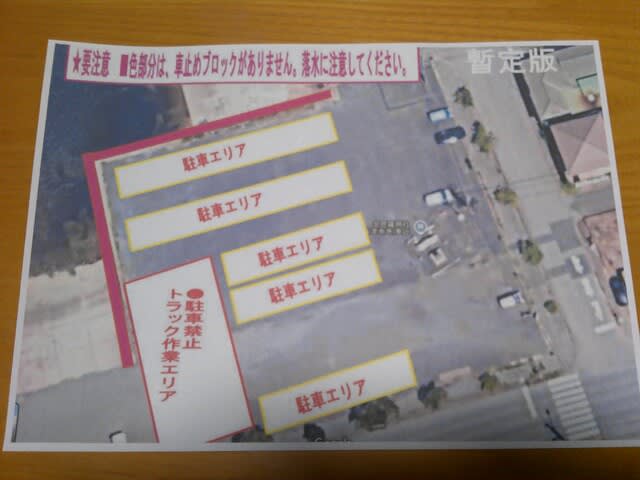 ★要注意 ■色部分は、車止めブロックがありません。落水に注意してください。
暫定版
駐車エリア
駐車エリア
駐車エリア
駐車エリア
●駐車禁止
トラック作業エリア
駐車エリア